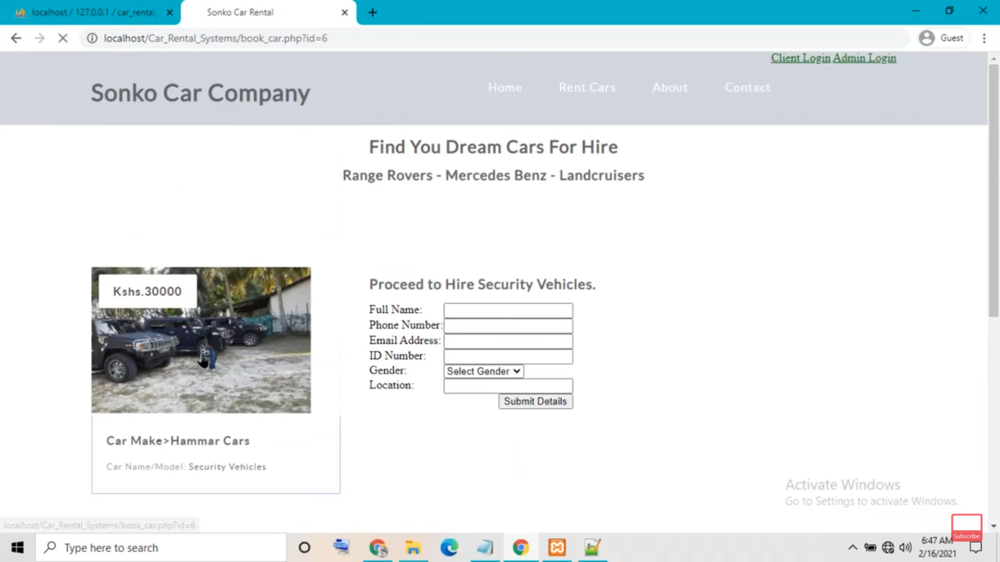 localhost / 127.0.0.1 / car_rental_
Sonko Car Rental
localhost/Car_Rental_Systems/book_car.php?id=6
Guest
Client Login Admin Login
Sonko Car Company
Home Rent Cars About Contact
Find You Dream Cars For Hire
Range Rovers - Mercedes Benz - Landcruisers
Kshs.30000
Proceed to Hire Security Vehicles.
Full Name:
Phone Number:
Email Address:
ID Number:
Gender: Select Gender
Location:
Submit Details
Car Make>Hammar Cars
Car Name/Model: Security Vehicles
Activate Windows
Go to Settings to activate Windows.
localhost/Car_Rental_Systems/book_car.php?id=6
Subscribe
Type here to search
6:47 AM
2/16/2021